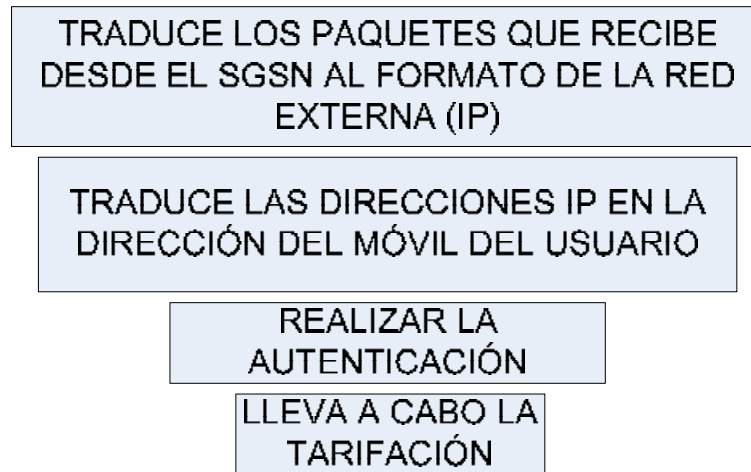 TRADUCE LOS PAQUETES QUE RECIBE
DESDE EL SGSN AL FORMATO DE LA RED
EXTERNA (IP)
TRADUCE LAS DIRECCIONES IP EN LA
DIRECCIÓN DEL MÓVIL DEL USUARIO
REALIZAR LA
AUTENTICACIÓN
LLEVA A CABO LA
TARIFACIÓN